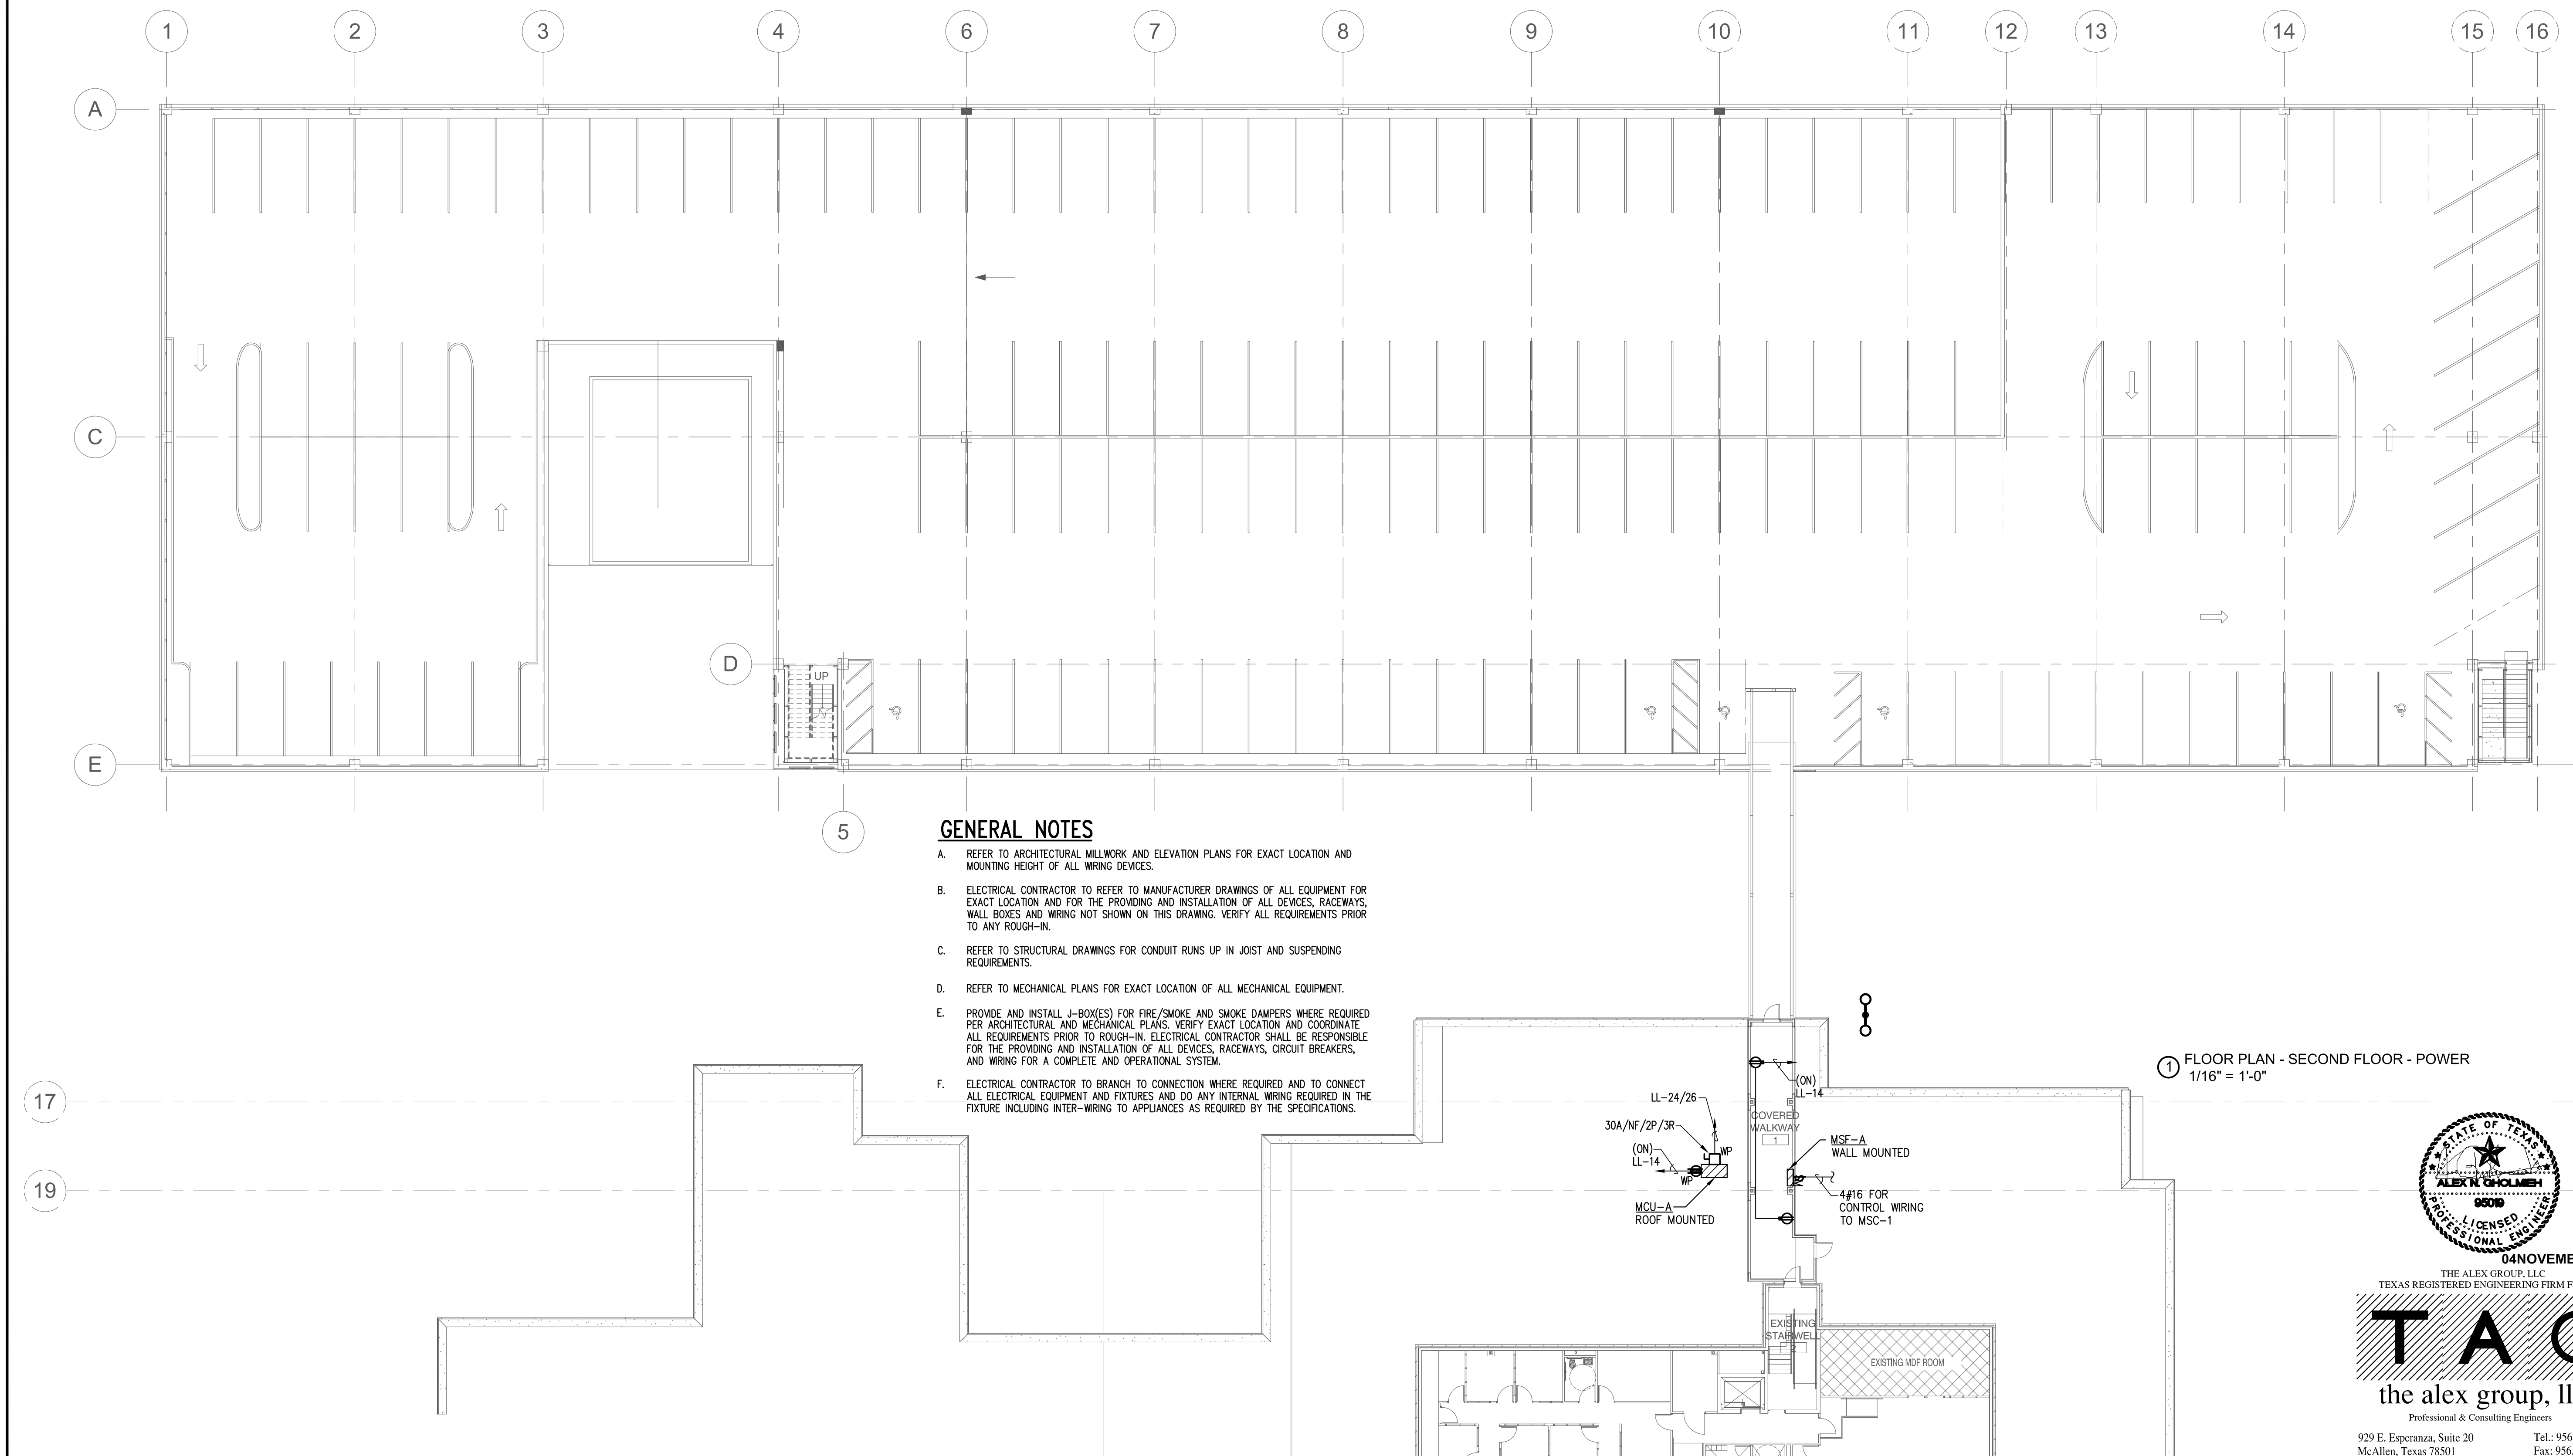 1 2 3 4 6 7 8 9 10 11 12 13 14 15 16
A
C
D
UP
E
5
GENERAL NOTES
A. REFER TO ARCHITECTURAL MILLWORK AND ELEVATION PLANS FOR EXACT LOCATION AND
MOUNTING HEIGHT OF ALL WIRING DEVICES.
B. ELECTRICAL CONTRACTOR TO REFER TO MANUFACTURER DRAWINGS OF ALL EQUIPMENT FOR
EXACT LOCATION AND FOR THE PROVIDING AND INSTALLATION OF ALL DEVICES, RACEWAYS,
WALL BOXES AND WIRING NOT SHOWN ON THIS DRAWING. VERIFY ALL REQUIREMENTS PRIOR
TO ANY ROUGH-IN.
C. REFER TO STRUCTURAL DRAWINGS FOR CONDUIT RUNS UP IN JOIST AND SUSPENDING
REQUIREMENTS.
D. REFER TO MECHANICAL PLANS FOR EXACT LOCATION OF ALL MECHANICAL EQUIPMENT.
E. PROVIDE AND INSTALL J-BOX(ES) FOR FIRE/SMOKE AND SMOKE DAMPERS WHERE REQUIRED
PER ARCHITECTURAL AND MECHANICAL PLANS. VERIFY EXACT LOCATION AND COORDINATE
ALL REQUIREMENTS PRIOR TO ROUGH-IN. ELECTRICAL CONTRACTOR SHALL BE RESPONSIBLE
FOR THE PROVIDING AND INSTALLATION OF ALL DEVICES, RACEWAYS, CIRCUIT BREAKERS,
AND WIRING FOR A COMPLETE AND OPERATIONAL SYSTEM.
F. ELECTRICAL CONTRACTOR TO BRANCH TO CONNECTION WHERE REQUIRED AND TO CONNECT
ALL ELECTRICAL EQUIPMENT AND FIXTURES AND DO ANY INTERNAL WIRING REQUIRED IN THE
FIXTURE INCLUDING INTER-WIRING TO APPLIANCES AS REQUIRED BY THE SPECIFICATIONS.
17
19
(ON)
LL-14
LL-24/26
COVERED
WALKWAY
1
30A/NF/2P/3R
WP
(ON)
LL-14
WP
MCU-A
ROOF MOUNTED
MSF-A
WALL MOUNTED
4#16 FOR
CONTROL WIRING
TO MSC-1
EXISTING
STAIRWELL
2
EXISTING MDF ROOM
1 FLOOR PLAN - SECOND FLOOR - POWER
1/16" = 1'-0"
STATE OF TEXAS
ALEX N. GHOLMIEH
95019
LICENSED
PROFESSIONAL ENGINEER
04NOVEME
THE ALEX GROUP, LLC
TEXAS REGISTERED ENGINEERING FIRM F
T A
the alex group, ll
Professional & Consulting Engineers
929 E. Esperanza, Suite 20 Tel.: 956
McAllen, Texas 78501 Fax: 956